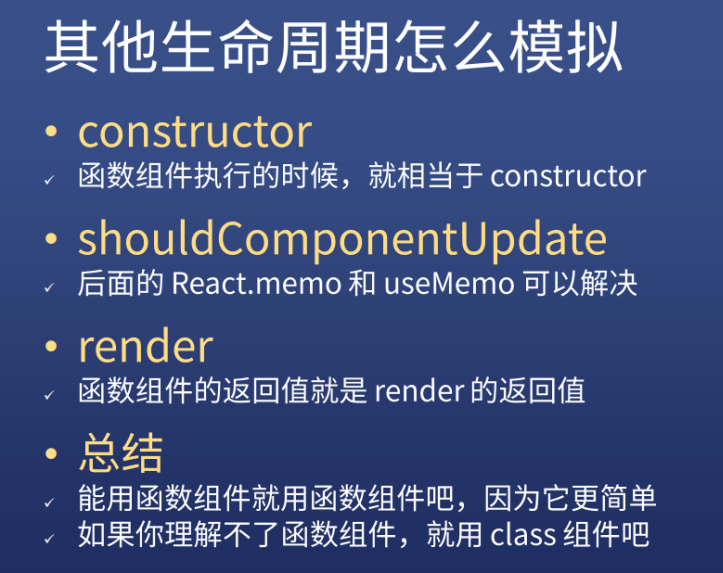 其他生命周期怎么模拟
• constructor
✓ 函数组件执行的时候，就相当于 constructor
• shouldComponentUpdate
✓ 后面的 React.memo 和 useMemo 可以解决
• render
✓ 函数组件的返回值就是 render 的返回值
• 总结
✓ 能用函数组件就用函数组件吧，因为它更简单
✓ 如果你理解不了函数组件，就用 class 组件吧